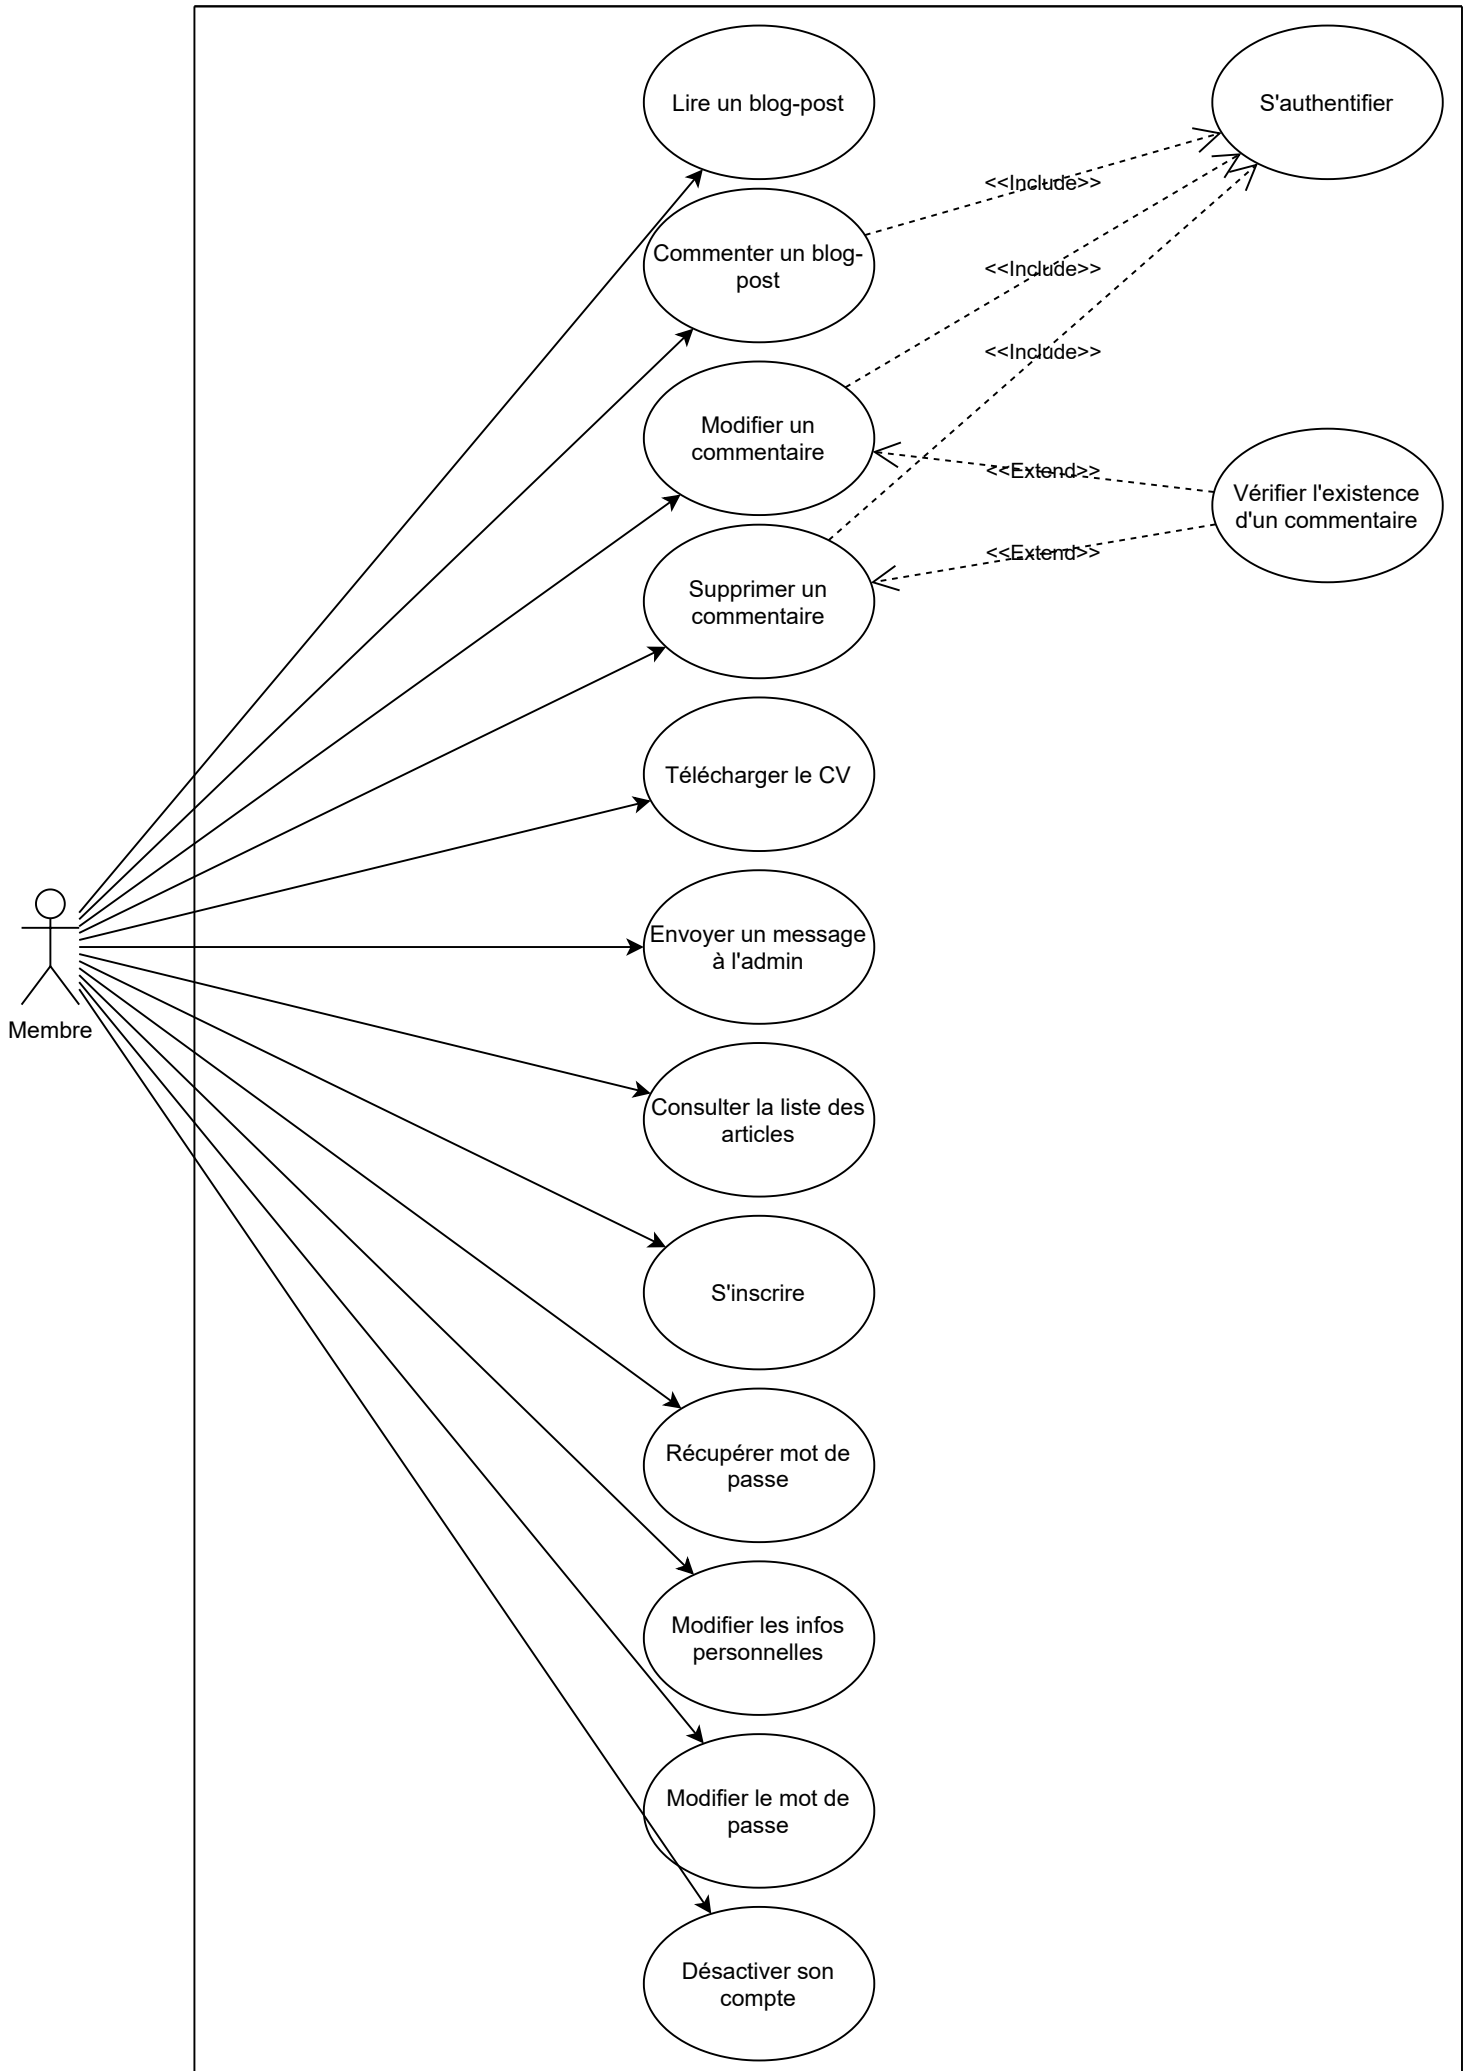 Lire un blog-post
S'authentifier
<<Include>>
Commenter un blog-
post
<<Include>>
<<Include>>
Modifier un
commentaire
<<Extend>>
Vérifier l'existence
d'un commentaire
<<Extend>>
Supprimer un
commentaire
Télécharger le CV
Envoyer un message
à l'admin
Membre
Consulter la liste des
articles
S'inscrire
Récupérer mot de
passe
Modifier les infos
personnelles
Modifier le mot de
passe
Désactiver son
compte